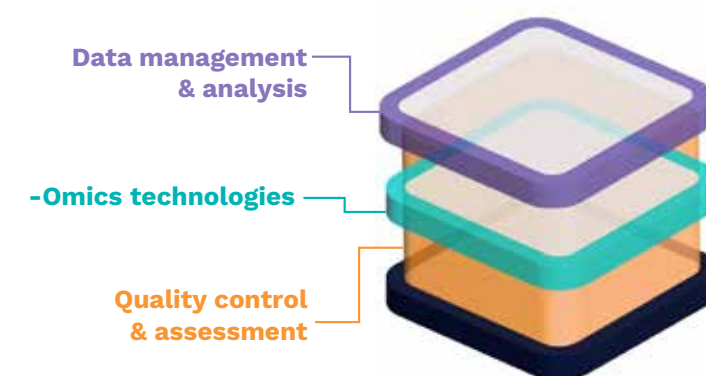 Data management
& analysis
-Omics technologies
Quality control
& assessment